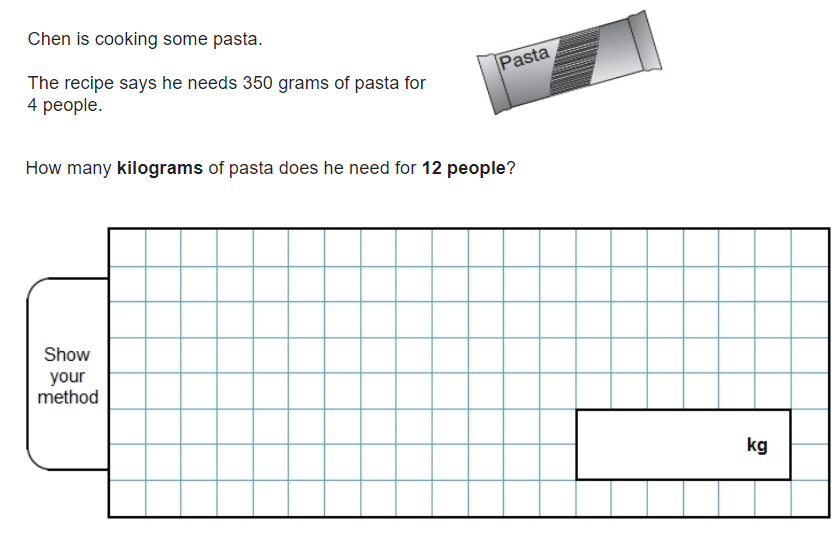 Chen is cooking some pasta.
Pasta
The recipe says he needs 350 grams of pasta for
4 people.
How many kilograms of pasta does he need for 12 people?
Show
your
method
kg